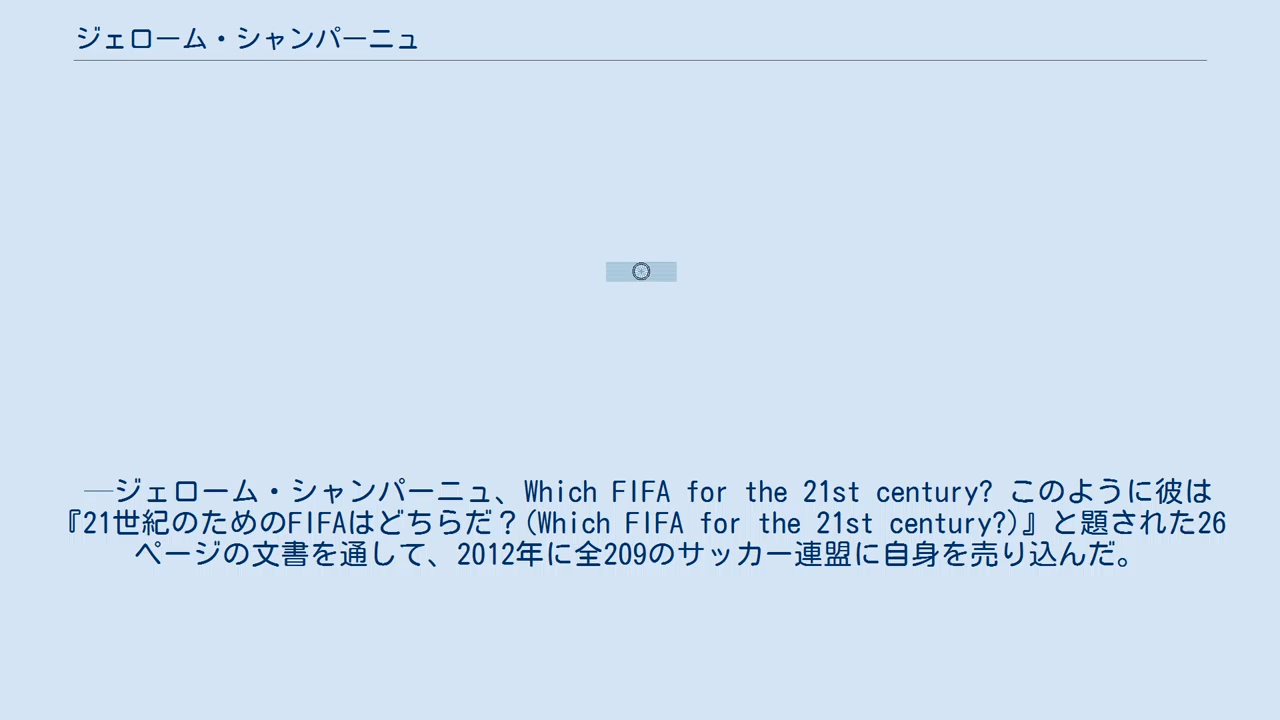 ジェローム・シャンパーニュ
―ジェローム・シャンパーニュ、Which FIFA for the 21st century? このように彼は
『21世紀のためのFIFAはどちらだ？(Which FIFA for the 21st century?)』と題された26
ページの文書を通して、2012年に全209のサッカー連盟に自身を売り込んだ。